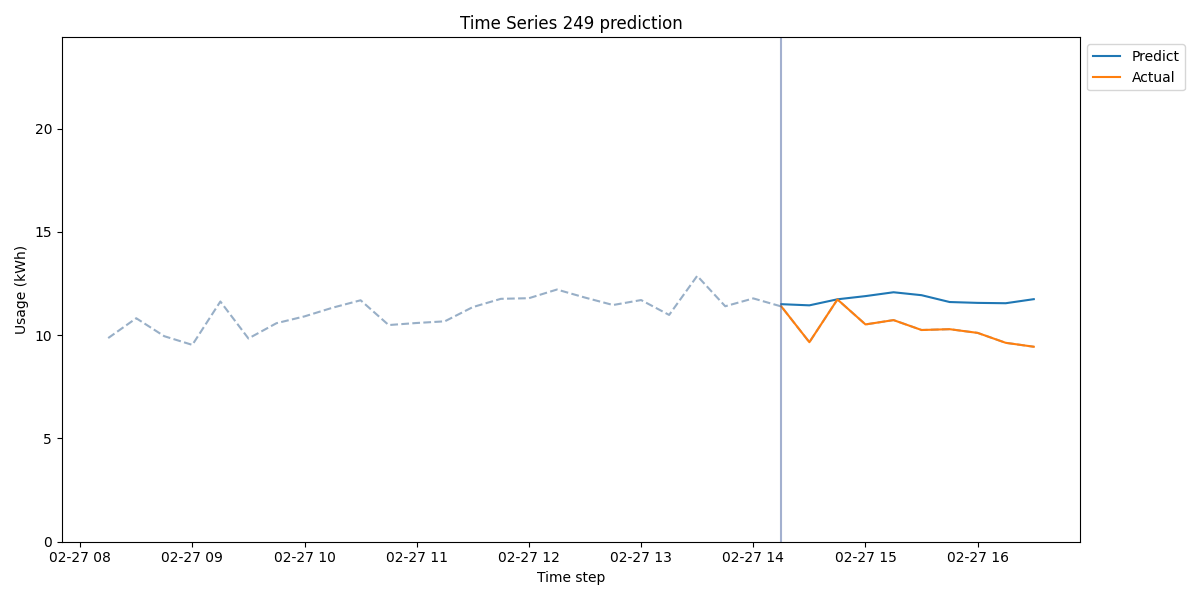 Time Series 249 prediction
Predict
Actual
Usage (kWh)
20
15
10
5
0
02-27 08 02-27 09 02-27 10 02-27 11 02-27 12 02-27 13 02-27 14 02-27 15 02-27 16
Time step